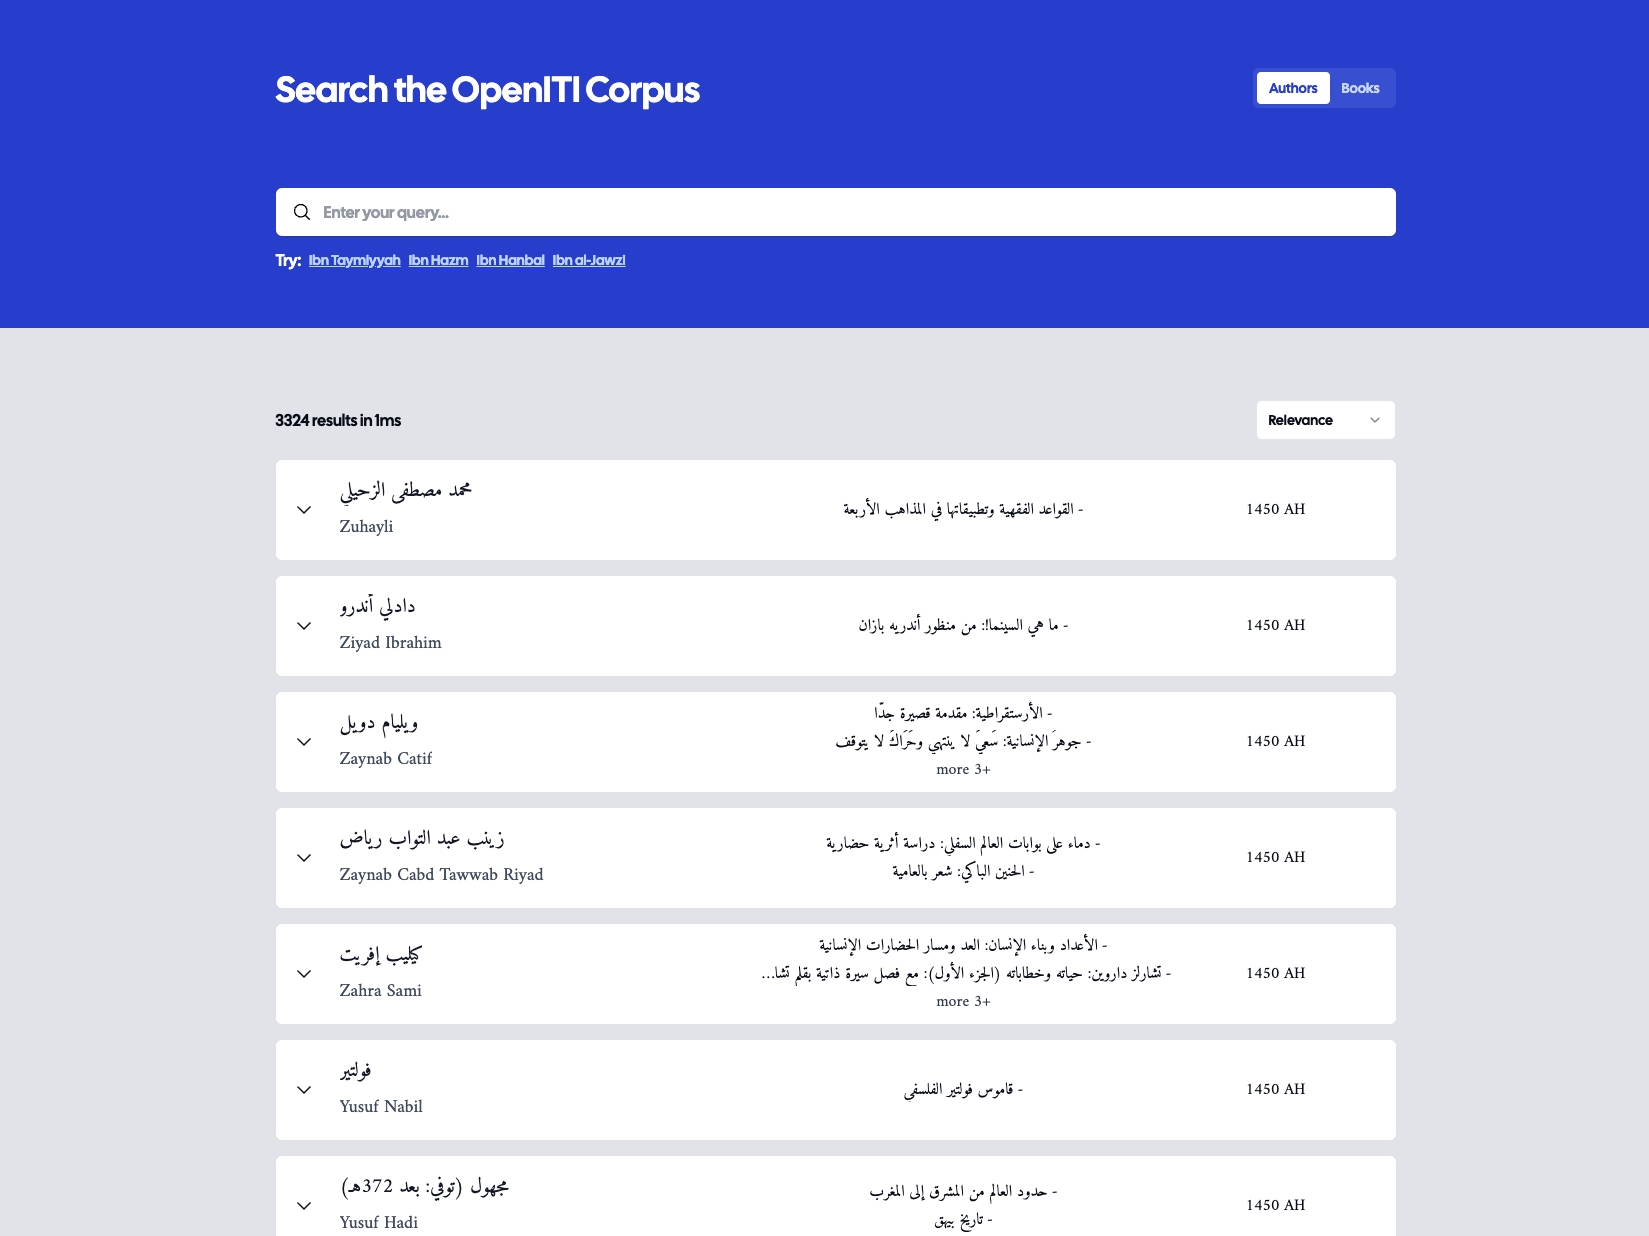 Search the OpenITI Corpus
Authors Books
Enter your query...
Try: Ibn Taymiyyah Ibn Hazm Ibn Hanbal Ibn al-Jawzi
3324 results in 1ms
Relevance
محمد مصطفى الزحيلي
Zuhayli
- القواعد الفقهية وتطبيقاتها في المذاهب الأربعة
1450 AH
دادلي أندرو
Ziyad Ibrahim
- ما هي السينما!: من منظور أندريه بازان
1450 AH
ويليام دويل
Zaynab Catif
- الأرستقراطية: مقدمة قصيرة جدّا
- جوهرَ الإنسانية: سَعيَ لا ينتهي وحَرَاكَ لا يتوقف
more 3+
1450 AH
زينب عبد التواب رياض
Zaynab Cabd Tawwab Riyad
- دماء على بوابات العالم السفلي: دراسة أثرية حضارية
- الحنين الباكي: شعر بالعامية
1450 AH
كيليب إفريت
Zahra Sami
- الأعداد وبناء الإنسان: العد ومسار الحضارات الإنسانية
- تشارلز داروين: حياته وخطاباته (الجزء الأول): مع فصل سيرة ذاتية بقلم تشا...
more 3+
1450 AH
فولتير
Yusuf Nabil
- قاموس فولتير الفلسفى
1450 AH
مجهول (توفي: بعد 372هـ)
Yusuf Hadi
- حدود العالم من المشرق إلى المغرب
- تاريخ بيهق
1450 AH